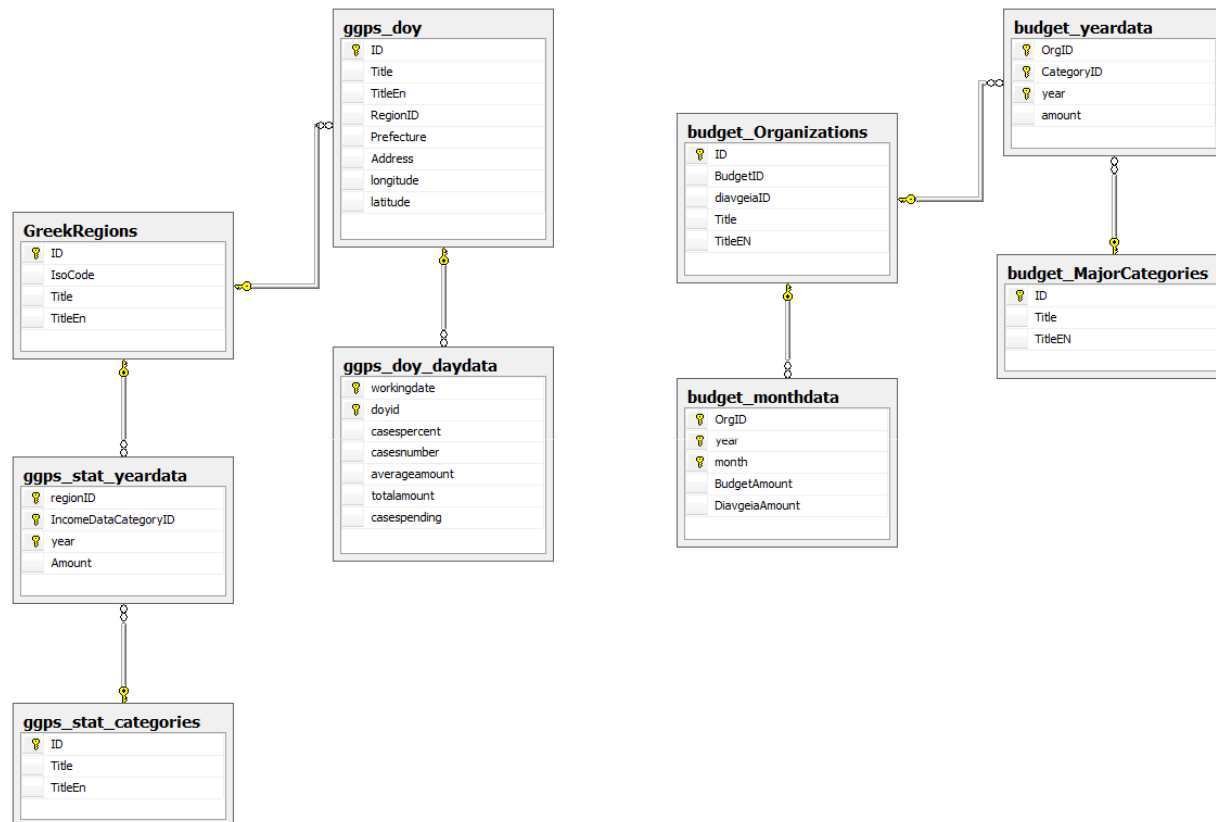 ggps_doy
ID
Title
TitleEn
RegionID
Prefecture
Address
longitude
latitude
GreekRegions
ID
IsoCode
Title
TitleEn
ggps_doy_daydata
workingdate
doyid
casespercent
casesnumber
averageamount
totalamount
casespending
ggps_stat_yeardata
regionID
IncomeDataCategoryID
year
Amount
ggps_stat_categories
ID
Title
TitleEn
budget_yeardata
OrgID
CategoryID
year
amount
budget_Organizations
ID
BudgetID
diavgeiaID
Title
TitleEN
budget_MajorCategories
ID
Title
TitleEN
budget_monthdata
OrgID
year
month
BudgetAmount
DiavgeiaAmount